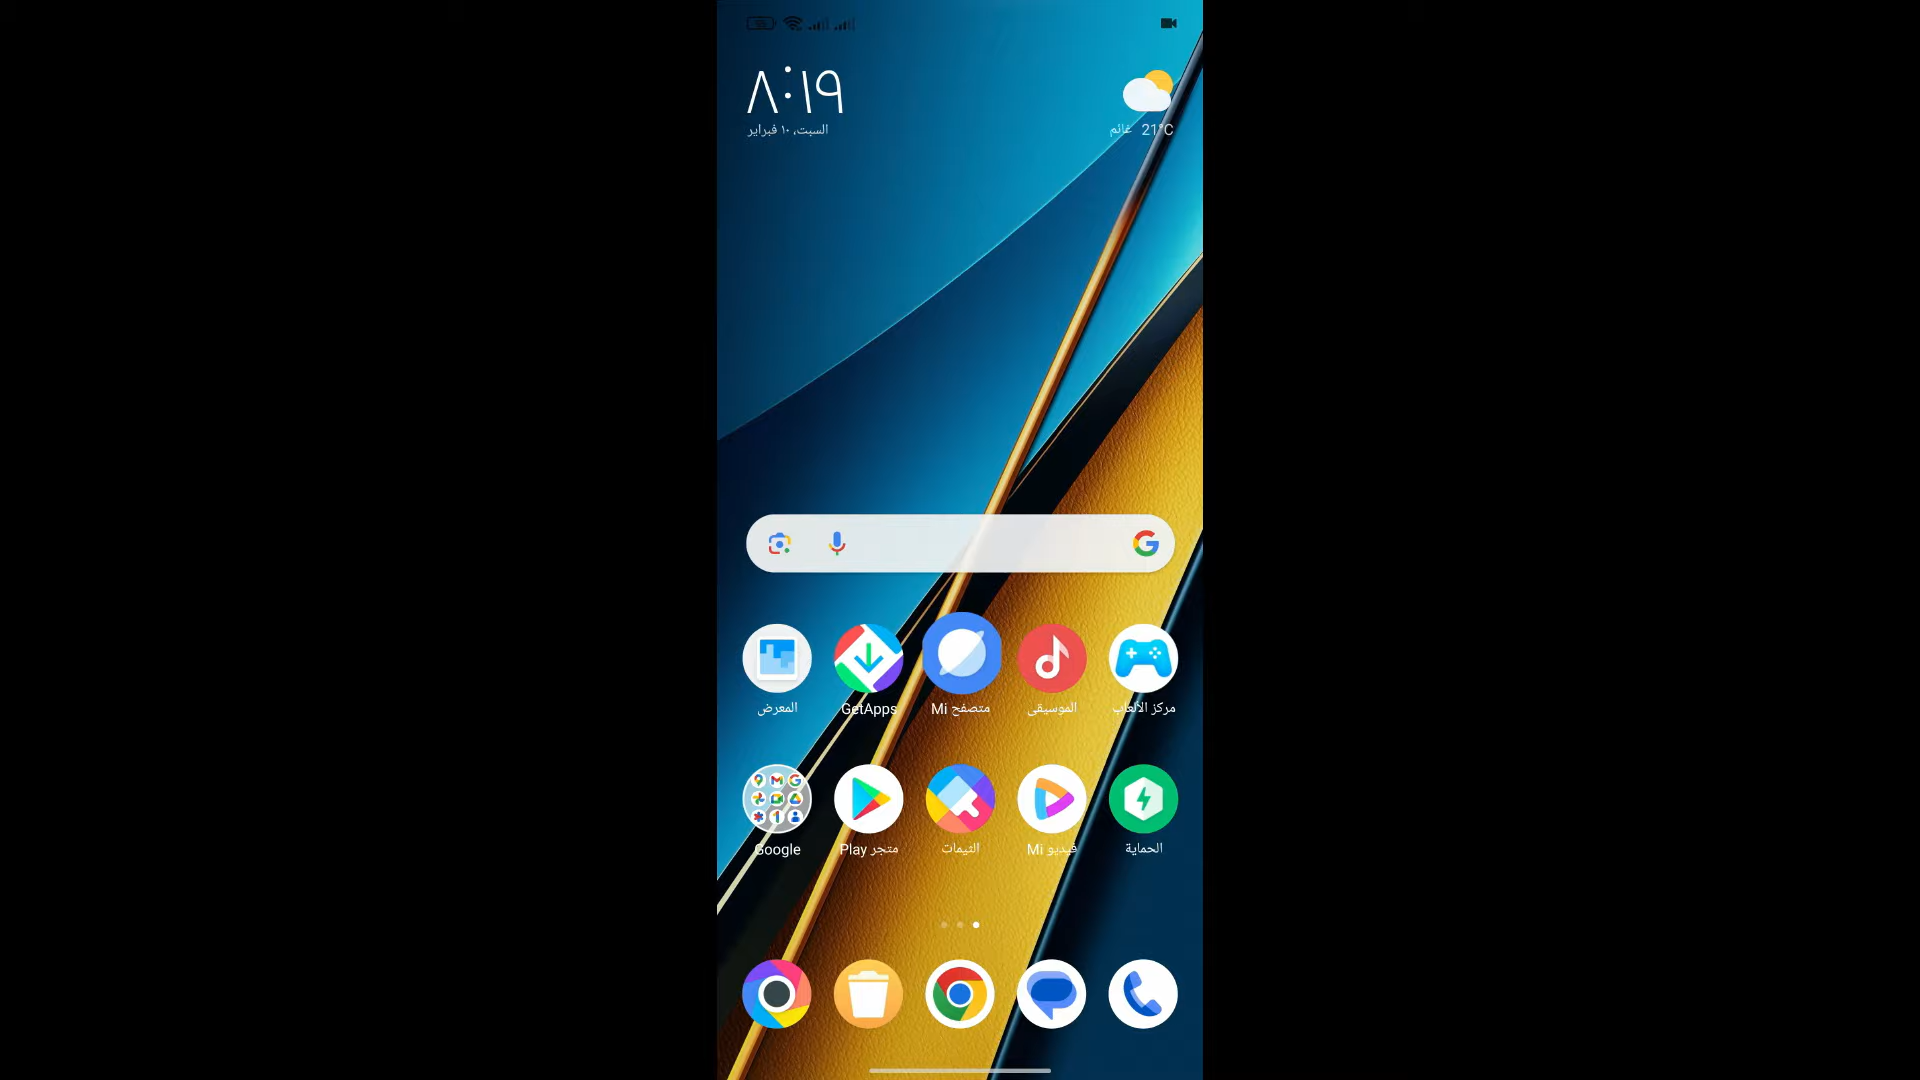 ٨:١٩
السبت، ١٠ فبراير
21°C غائم
المعرض
GetApps
متصفح Mi
الموسيقى
مركز الألعاب
Google
متجر Play
الثيمات
فيديو Mi
الحماية